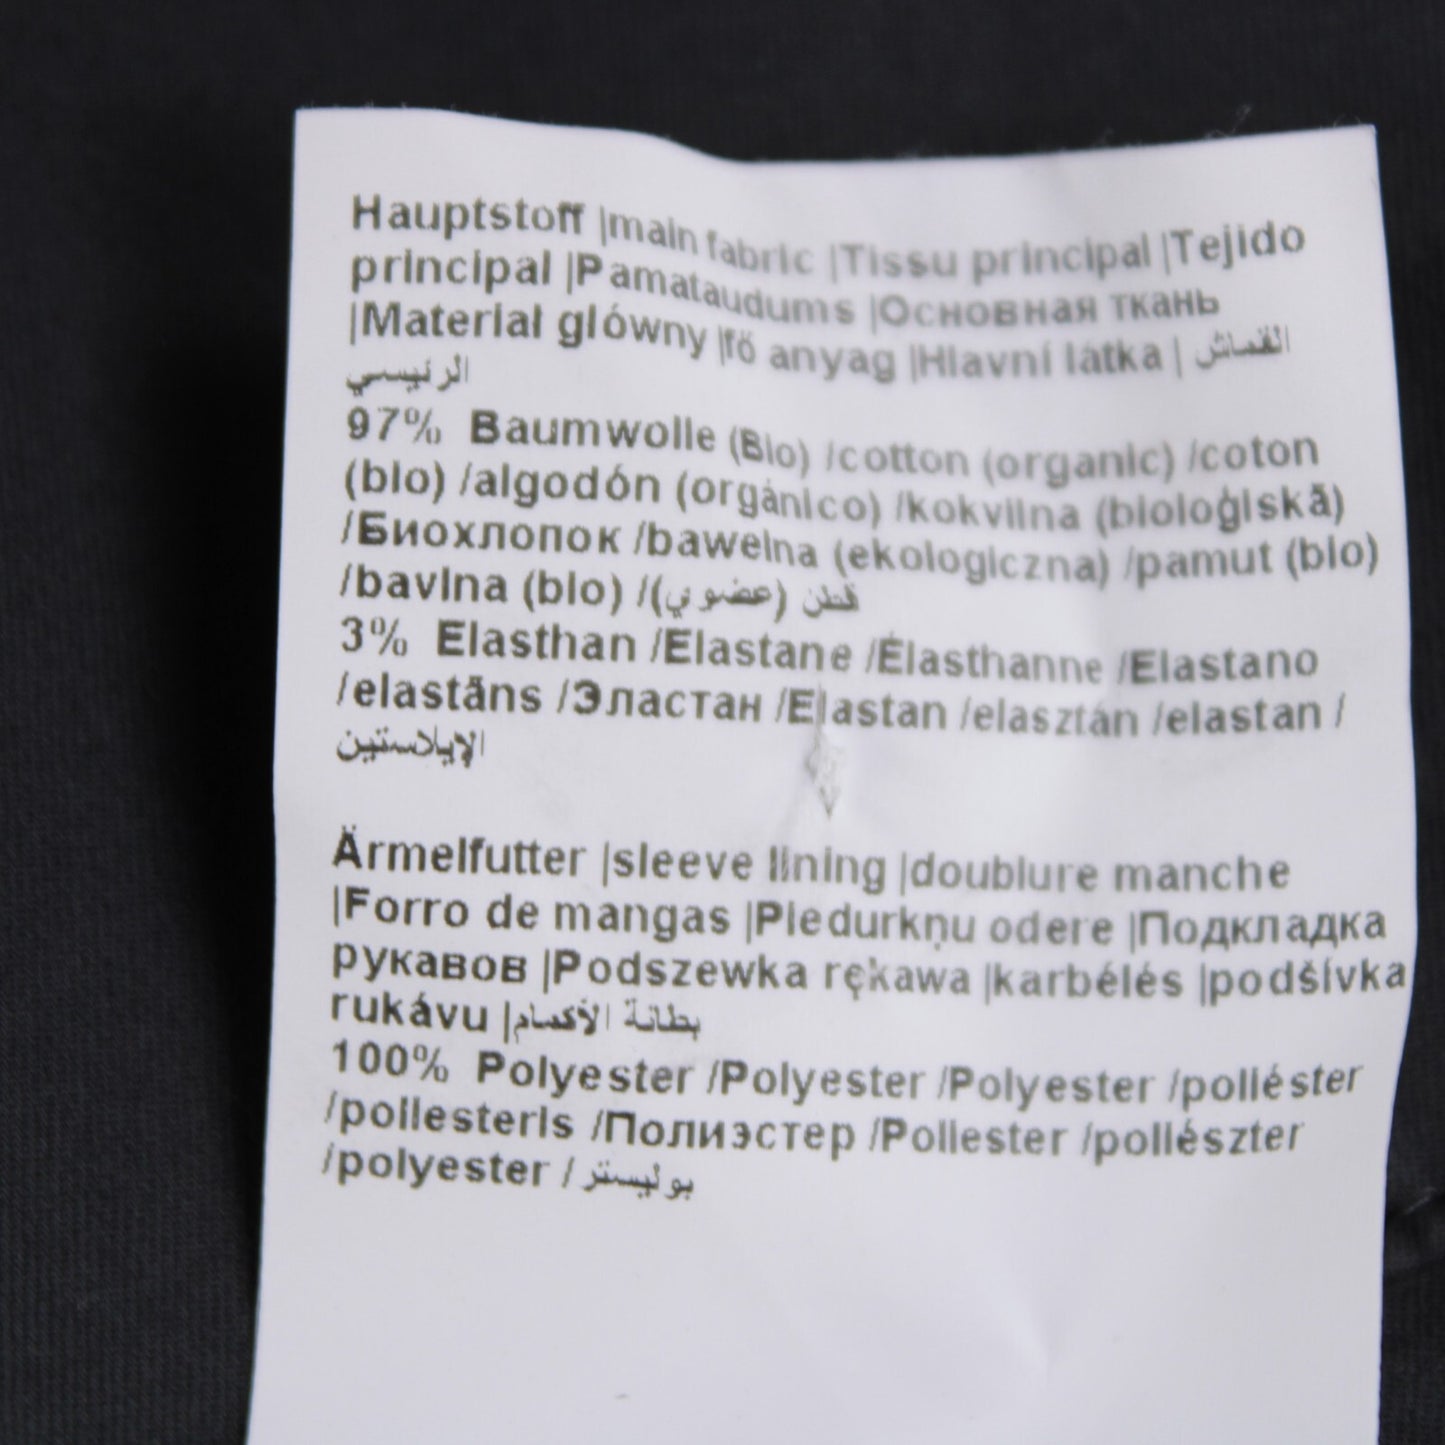 Hauptstoff |main fabric |Tissu principal |Tejido
principal |Pamataudums |Основная ткань
|Materiał główny |fő anyag |Hlavní látka | القماش
الرئيسي
97% Baumwolle (Bio) /cotton (organic) /coton
(bio) /algodón (orgánico) /kokvilna (bioloģiskā)
/Биохлопок /bawełna (ekologiczna) /pamut (bio)
/bavlna (bio) /قطن (عضوي)
3% Elasthan /Elastane /Élasthanne /Elastano
/elastāns /Эластан /Elastan /elasztán /elastan /
الإيلاستين
Ärmelfutter |sleeve lining |doublure manche
|Forro de mangas |Piedurkņu odere |Подкладка
рукавов |Podszewka rękawa |karbélés |podšívka
rukávu |بطانة الأكمام
100% Polyester /Polyester /Polyester /poliéster
/poliesteris /Полиэстер /Poliester /poliészter
/polyester / بوليستر